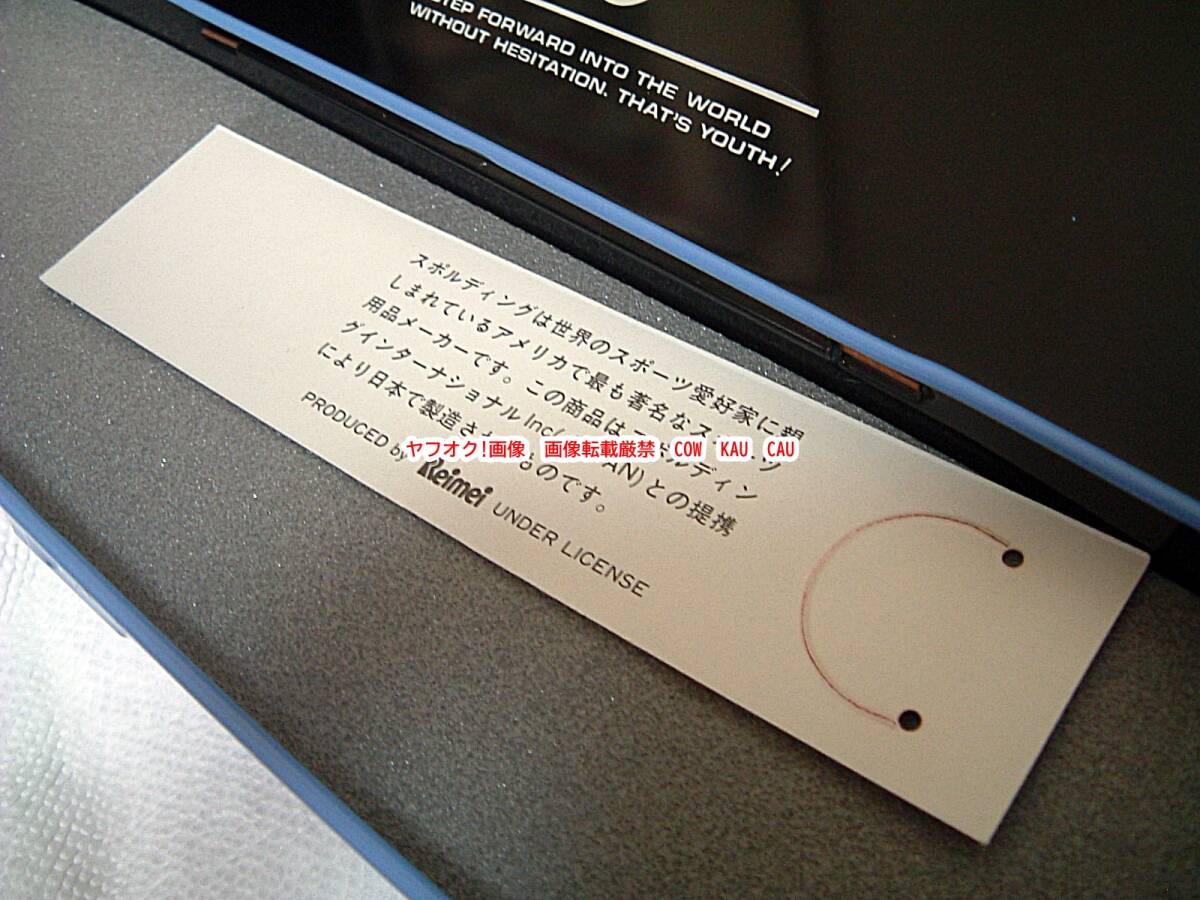 STEP FORWARD INTO THE WORLD
WITHOUT HESITATION. THAT'S YOUTH!
スポルディングは世界のスポーツ愛好家に親
しまれているアメリカで最も著名なスポーツ
用品メーカーです。この商品はスポルディン
グインターナショナルInc/ AN)との提携
により日本で製造さ ものです。
PRODUCED by Reimei UNDER LICENSE
ヤフオク!画像，画像転載厳禁 COW KAU CAU